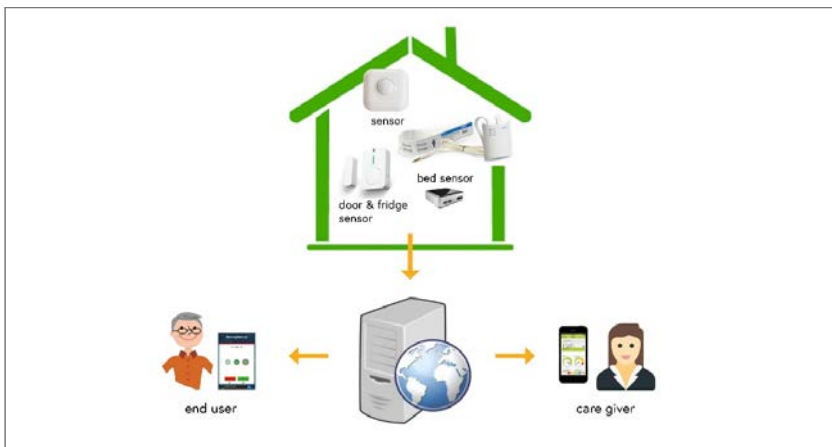 sensor
bed sensor
door & fridge
sensor
end user
care giver